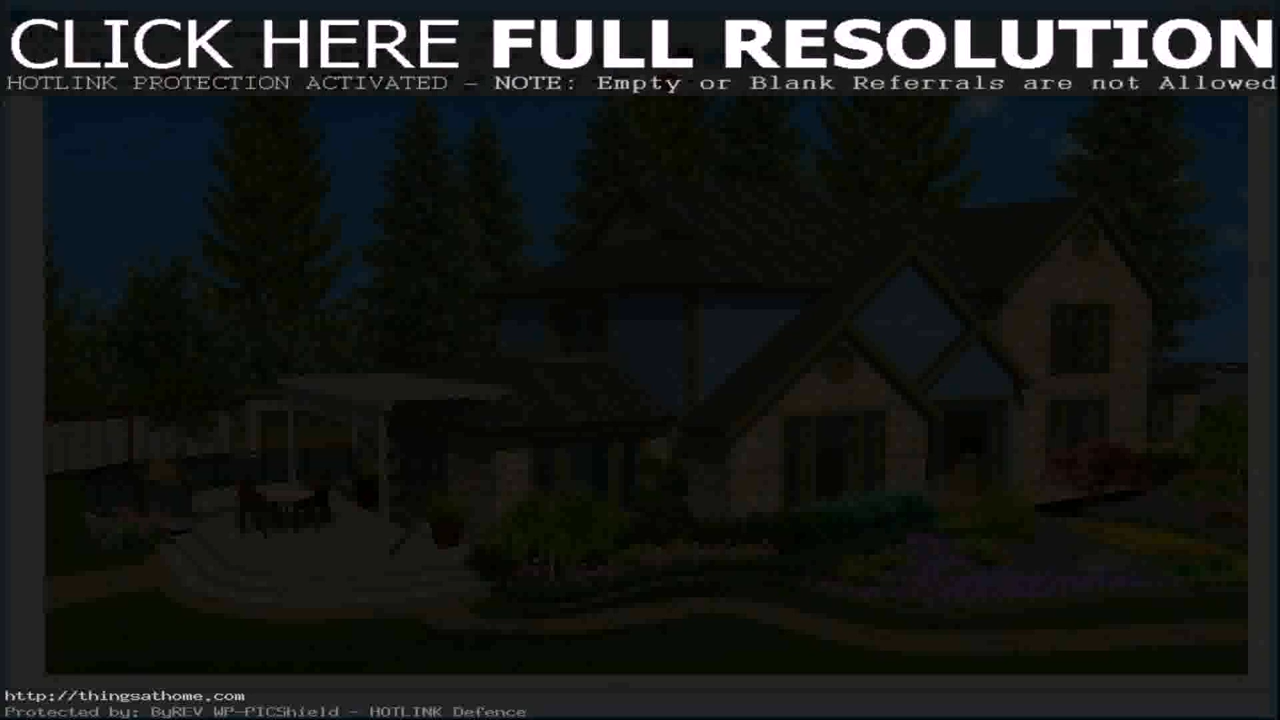 CLICK HERE FULL RESOLUTION
HOTLINK PROTECTION ACTIVATED - NOTE: Empty or Blank Referrals are not Allowed
http://thingsathome.com
Protected by: ByREV WP-PICShield - HOTLINK Defence